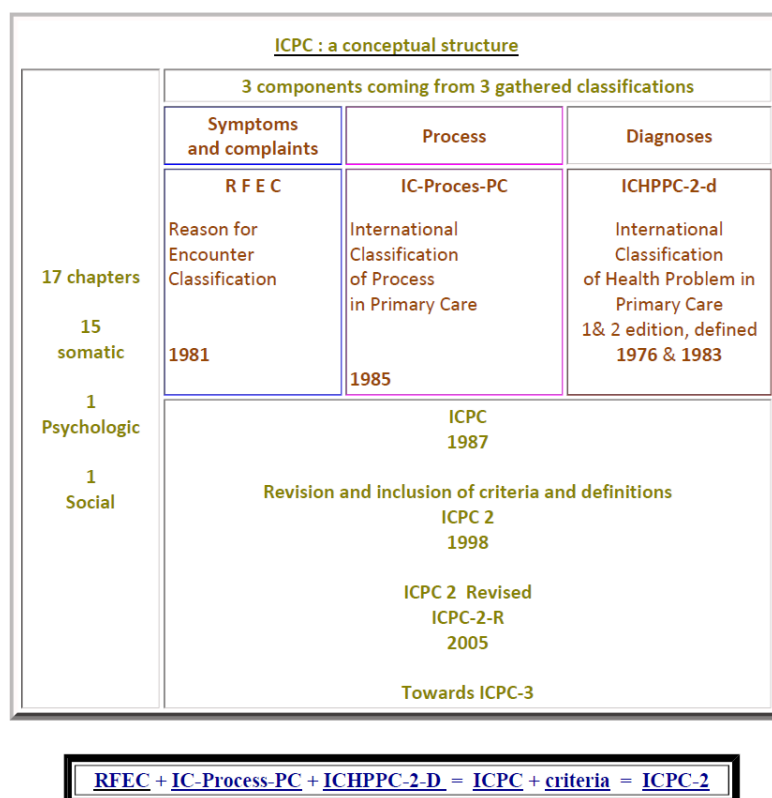 ICPC : a conceptual structure
3 components coming from 3 gathered classifications
Symptoms
and complaints
Process
Diagnoses
17 chapters
15
somatic
1
Psychologic
1
Social
R F E C
Reason for
Encounter
Classification
1981
IC-Proces-PC
International
Classification
of Process
in Primary Care
1985
ICHPPC-2-d
International
Classification
of Health Problem in
Primary Care
1& 2 edition, defined
1976 & 1983
ICPC
1987
Revision and inclusion of criteria and definitions
ICPC 2
1998
ICPC 2 Revised
ICPC-2-R
2005
Towards ICPC-3
RFEC + IC-Process-PC + ICHPPC-2-D = ICPC + criteria = ICPC-2